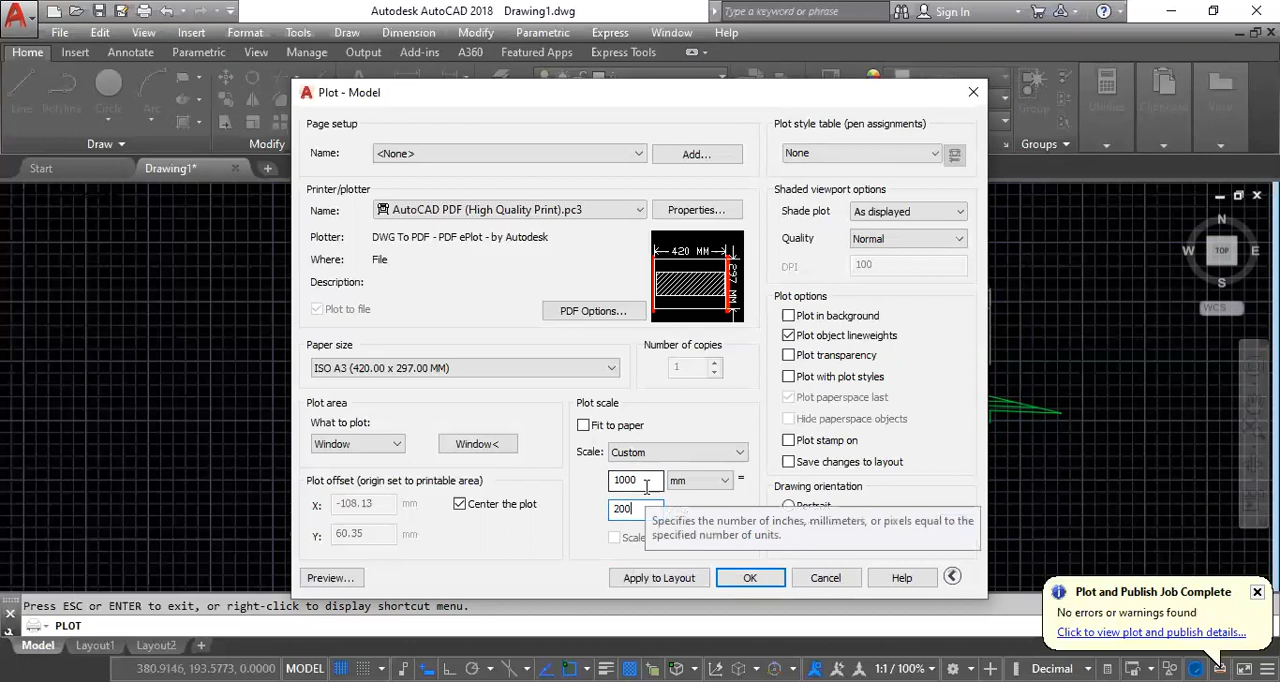 Autodesk AutoCAD 2018 Drawing1.dwg
Type a keyword or phrase
Sign In
File Edit View Insert Format Tools Draw Dimension Modify Parametric Express Window Help
Home Insert Annotate Parametric View Manage Output Add-ins A360 Featured Apps Express Tools
Line Polyline Circle Arc
Group
Utilities
Clipboard
View
Draw
Modify
Groups
Start
Drawing1*
Plot - Model
Page setup
Name: <None>
Add...
Printer/plotter
Name: AutoCAD PDF (High Quality Print).pc3
Properties...
Plotter: DWG To PDF - PDF ePlot - by Autodesk
Where: File
Description:
Plot to file
PDF Options...
420 MM
297 MM
Paper size
ISO A3 (420.00 x 297.00 MM)
Number of copies
1
Plot area
What to plot:
Window
Window<
Plot offset (origin set to printable area)
X: -108.13 mm
Center the plot
Y: 60.35 mm
Plot scale
Fit to paper
Scale: Custom
1000 mm =
200
Scale
Specifies the number of inches, millimeters, or pixels equal to the
specified number of units.
Plot style table (pen assignments)
None
Shaded viewport options
Shade plot As displayed
Quality Normal
DPI 100
Plot options
Plot in background
Plot object lineweights
Plot transparency
Plot with plot styles
Plot paperspace last
Hide paperspace objects
Plot stamp on
Save changes to layout
Drawing orientation
Portrait
Preview...
Apply to Layout
OK
Cancel
Help
N
W TOP E
S
WCS
Press ESC or ENTER to exit, or right-click to display shortcut menu.
PLOT
Plot and Publish Job Complete
No errors or warnings found
Click to view plot and publish details...
Model Layout1 Layout2 +
380.9146, 193.5773, 0.0000 MODEL
1:1 / 100%
Decimal